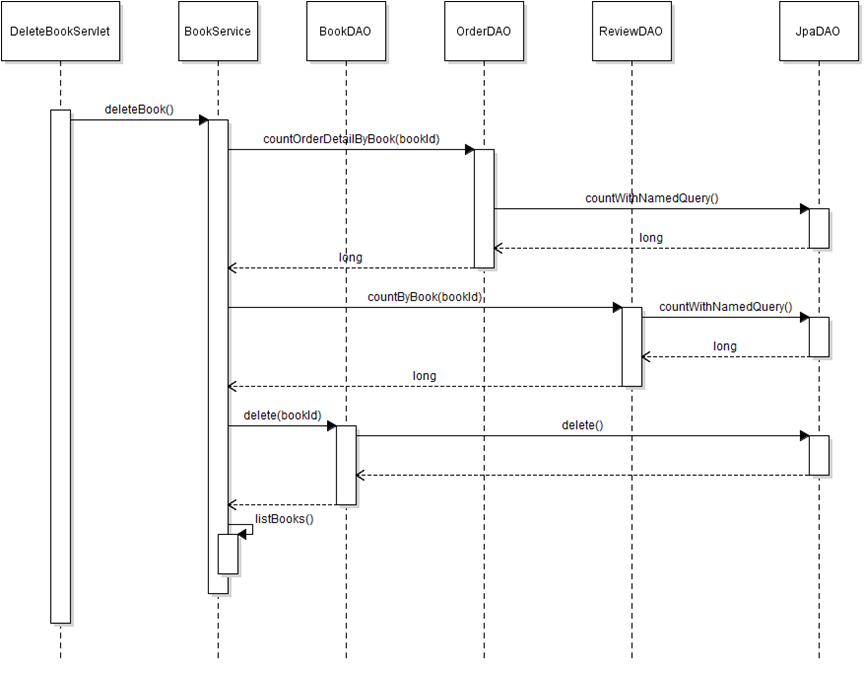 DeleteBookServlet
BookService
BookDAO
OrderDAO
ReviewDAO
JpaDAO
deleteBook()
countOrderDetailByBook(bookId)
countWithNamedQuery()
long
long
countByBook(bookId)
countWithNamedQuery()
long
long
delete(bookId)
delete()
listBooks()